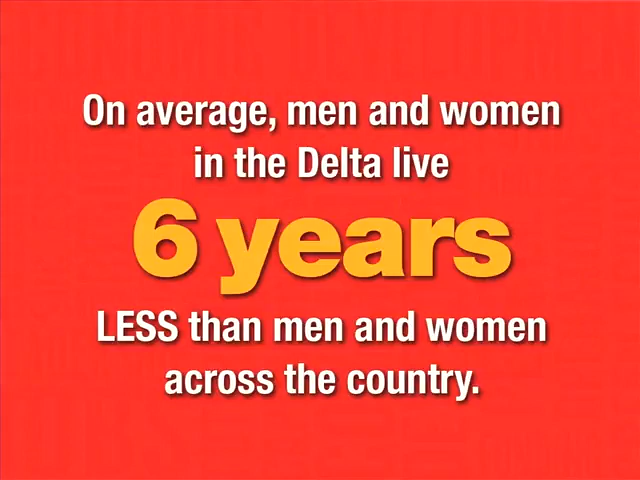 On average, men and women
in the Delta live
6 years
LESS than men and women
across the country.